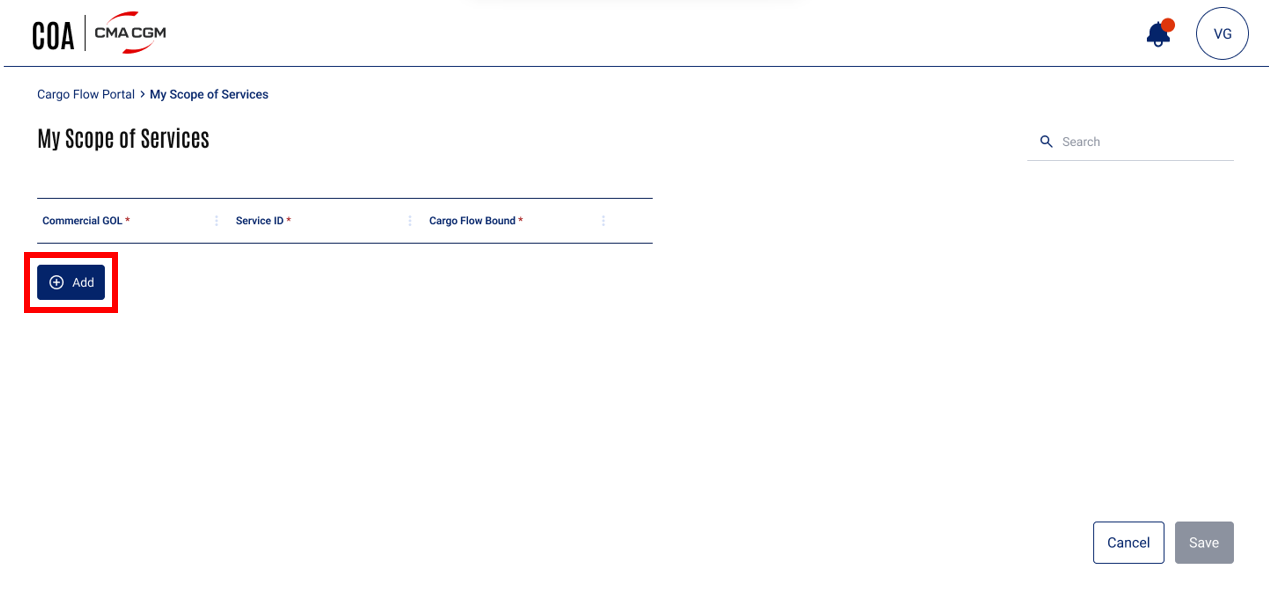 COA CMA CGM VG
Cargo Flow Portal > My Scope of Services
My Scope of Services
Search
Commercial GOL * Service ID * Cargo Flow Bound *
Add
Cancel Save